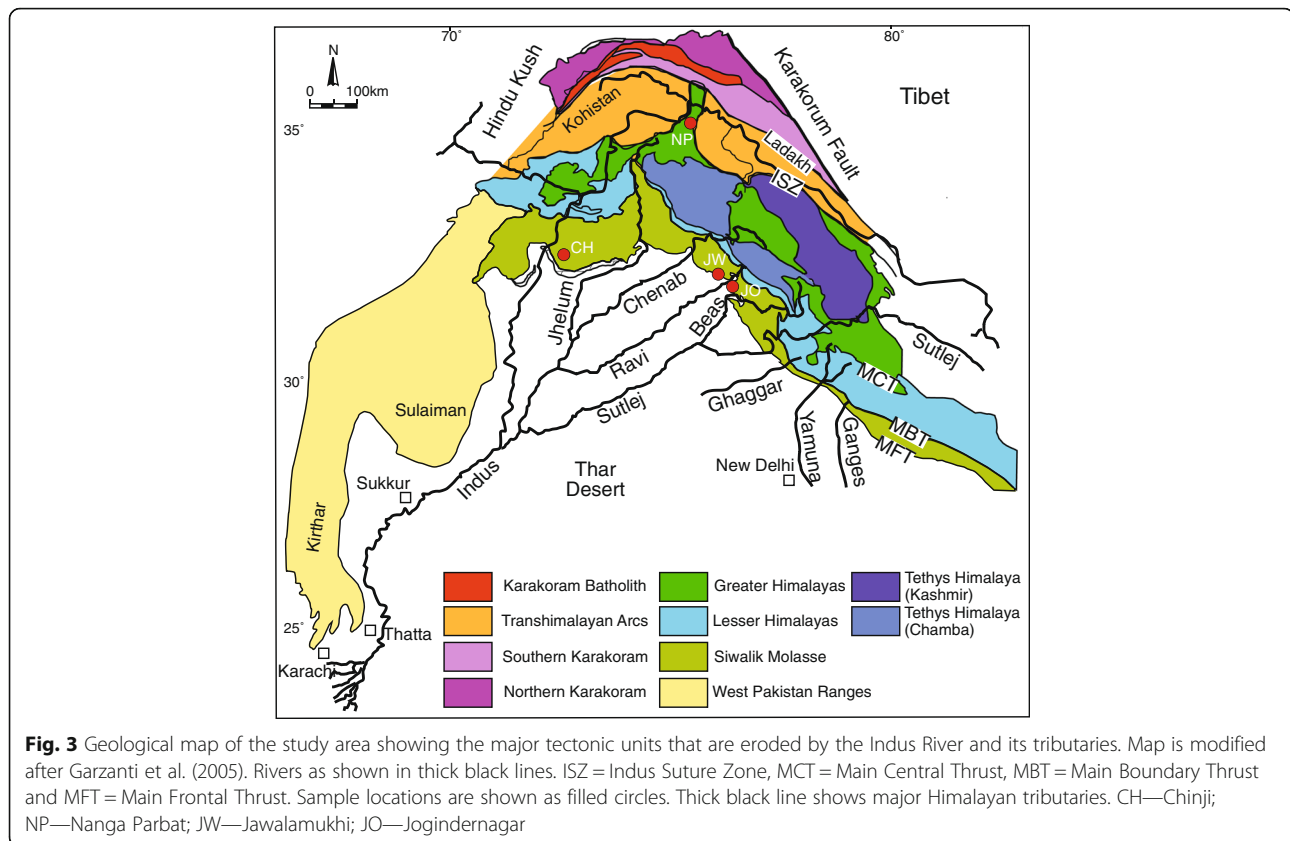 70°
80°
N
0 100km
Hindu Kush
Karakorum Fault
Tibet
35°
Kohistan
NP
Ladakh
ISZ
CH
JW
JO
Jhelum
Chenab
Ravi
Beas
Sutlej
Sutlej
30°
MCT
Ghaggar
Sulaiman
Yamuna
Ganges
MBT
MFT
New Delhi
Indus
Thar
Desert
Sukkur
Kirthar
25°
Thatta
Karachi
Karakoram Batholith
Transhimalayan Arcs
Southern Karakoram
Northern Karakoram
Greater Himalayas
Lesser Himalayas
Siwalik Molasse
West Pakistan Ranges
Tethys Himalaya
(Kashmir)
Tethys Himalaya
(Chamba)
Fig. 3 Geological map of the study area showing the major tectonic units that are eroded by the Indus River and its tributaries. Map is modified
after Garzanti et al. (2005). Rivers as shown in thick black lines. ISZ = Indus Suture Zone, MCT = Main Central Thrust, MBT = Main Boundary Thrust
and MFT = Main Frontal Thrust. Sample locations are shown as filled circles. Thick black line shows major Himalayan tributaries. CH—Chinji;
NP—Nanga Parbat; JW—Jawalamukhi; JO—Jogindernagar